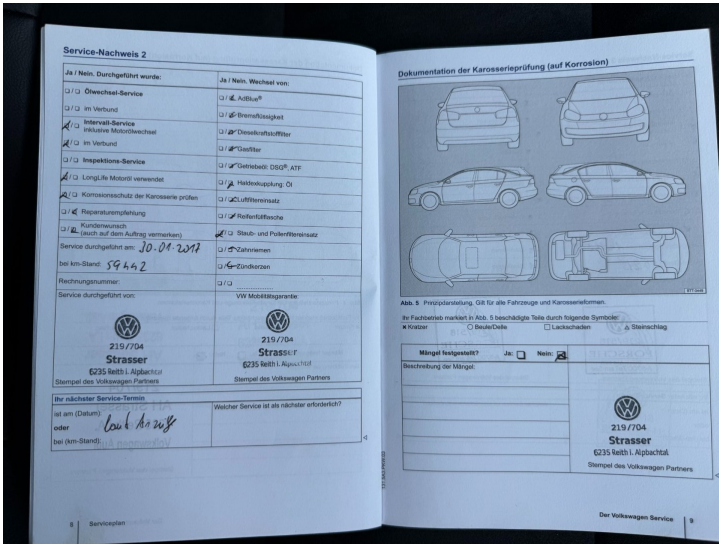 Service-Nachweis 2
Ja / Nein. Durchgeführt wurde:
□/□ Ölwechsel-Service
□/□ im Verbund
□/□ Intervall-Service
inklusive Motorölwechsel
□/□ im Verbund
□/□ Inspektions-Service
□/□ LongLife Motoröl verwendet
□/□ Korrosionsschutz der Karosserie prüfen
□/□ Reparaturempfehlung
□/□ Kundenwunsch
(auch auf dem Auftrag vermerken)
Service durchgeführt am: 30.01.2017
bei km-Stand: 59442
Rechnungsnummer:
Service durchgeführt von:
219/704
Strasser
6235 Reith i. Alpbachtal
Stempel des Volkswagen Partners
Ja / Nein. Wechsel von:
□/□ AdBlue®
□/□ Bremsflüssigkeit
□/□ Dieselkraftstofffilter
□/□ Gasfilter
□/□ Getriebeöl: DSG®, ATF
□/□ Haldexkupplung: Öl
□/□ Luftfiltereinsatz
□/□ Reifenfüllflasche
□/□ Staub- und Pollenfiltereinsatz
□/□ Zahnriemen
□/□ Zündkerzen
□/□
VW Mobilitätsgarantie:
219/704
Strasser
6235 Reith i. Alpbachtal
Stempel des Volkswagen Partners
Ihr nächster Service-Termin
ist am (Datum):
oder
bei (km-Stand):
laut Anzeige
Welcher Service ist als nächster erforderlich?
8 Serviceplan
Dokumentation der Karosserieprüfung (auf Korrosion)
Abb. 5 Prinzipdarstellung. Gilt für alle Fahrzeuge und Karosserieformen.
Ihr Fachbetrieb markiert in Abb. 5 beschädigte Teile durch folgende Symbole:
× Kratzer ○ Beule/Delle □ Lackschaden △ Steinschlag
Mängel festgestellt? Ja: □ Nein: □
Beschreibung der Mängel:
219/704
Strasser
6235 Reith i. Alpbachtal
Stempel des Volkswagen Partners
Der Volkswagen Service 9